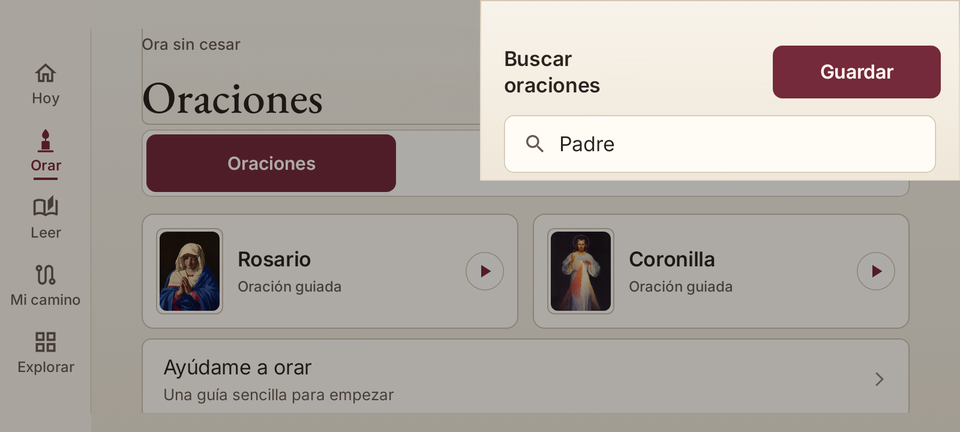 Hoy
Orar
Leer
Mi camino
Explorar
Ora sin cesar
Oraciones
Oraciones
Rosario
Oración guiada
Coronilla
Oración guiada
Ayúdame a orar
Una guía sencilla para empezar
Buscar
oraciones
Guardar
Padre